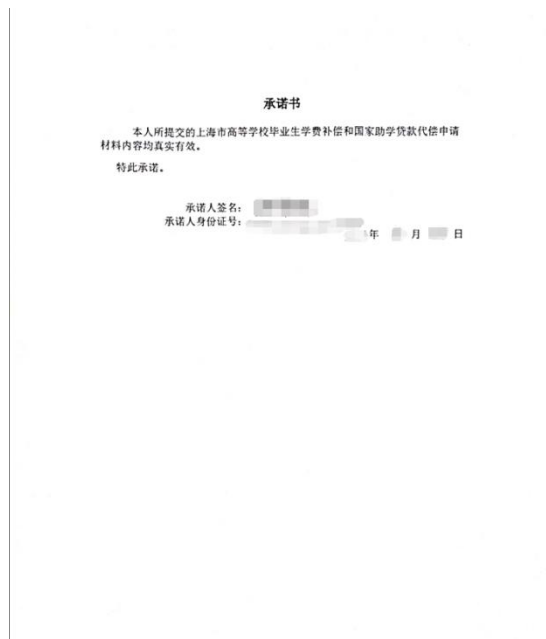 承诺书
本人所提交的上海市高等学校毕业生学费补偿和国家助学贷款代偿申请
材料内容均真实有效。
特此承诺。
承诺人签名：
承诺人身份证号：
年 月 日